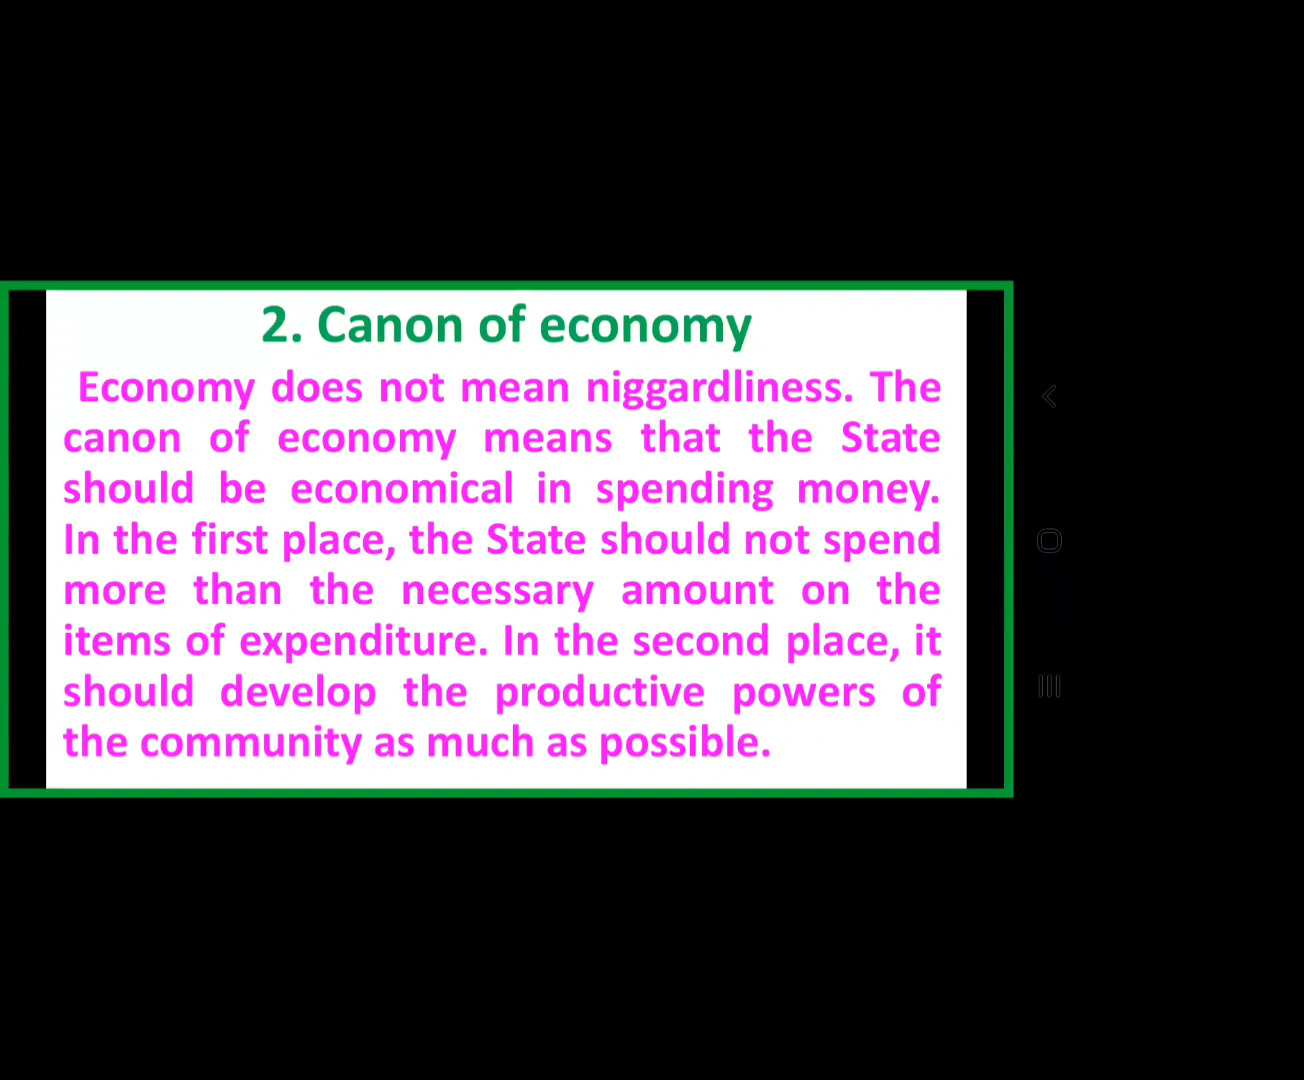 2. Canon of economy
Economy does not mean niggardliness. The
canon of economy means that the State
should be economical in spending money.
In the first place, the State should not spend
more than the necessary amount on the
items of expenditure. In the second place, it
should develop the productive powers of
the community as much as possible.